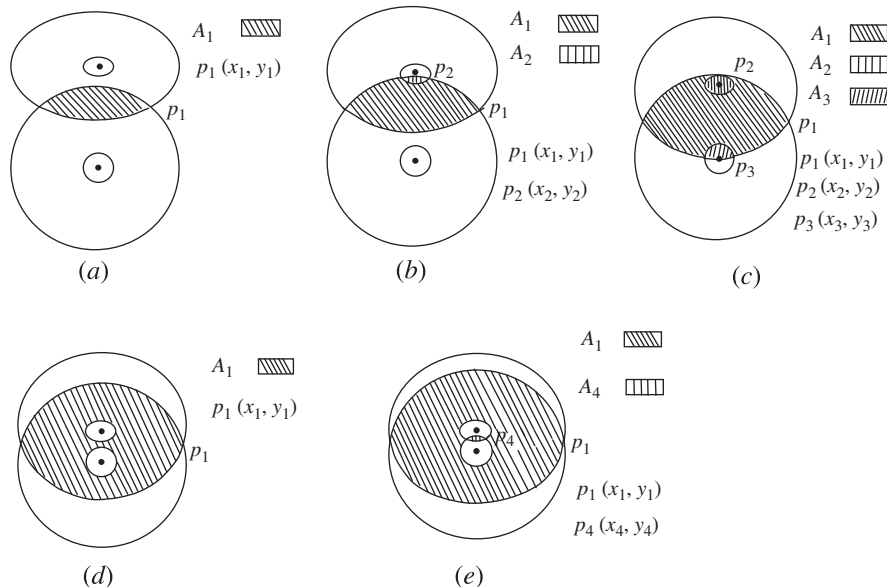 A₁
p₁ (x₁, y₁)
p₁
(a)
A₁
A₂
p₂
p₁
p₁ (x₁, y₁)
p₂ (x₂, y₂)
(b)
A₁
A₂
A₃
p₂
p₁
p₃
p₁ (x₁, y₁)
p₂ (x₂, y₂)
p₃ (x₃, y₃)
(c)
A₁
p₁ (x₁, y₁)
p₁
(d)
A₁
A₄
p₄
p₁
p₁ (x₁, y₁)
p₄ (x₄, y₄)
(e)